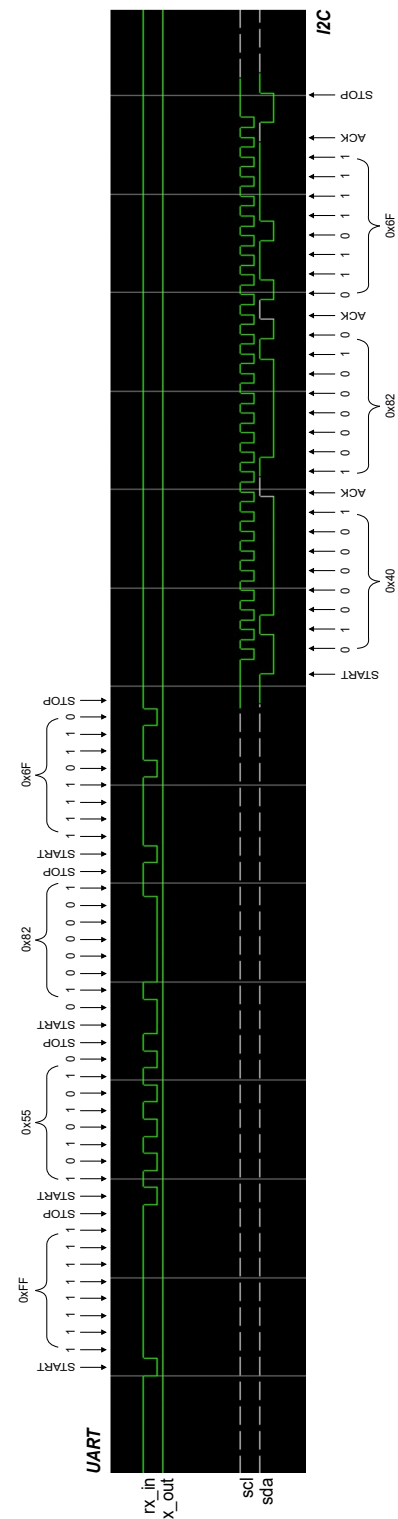 UART
0xFF 0x55 0x82 0x6F
START 1 1 1 1 1 1 1 1 STOP START 1 0 1 0 1 0 1 0 STOP START 0 1 0 0 0 0 0 1 STOP START 1 1 1 1 0 1 1 0 STOP
rx_in
x_out
scl
sda
I2C
START 0 1 0 0 0 0 0 1 ACK 1 0 0 0 0 0 1 0 ACK 0 1 1 0 1 1 1 1 ACK STOP
0x40 0x82 0x6F